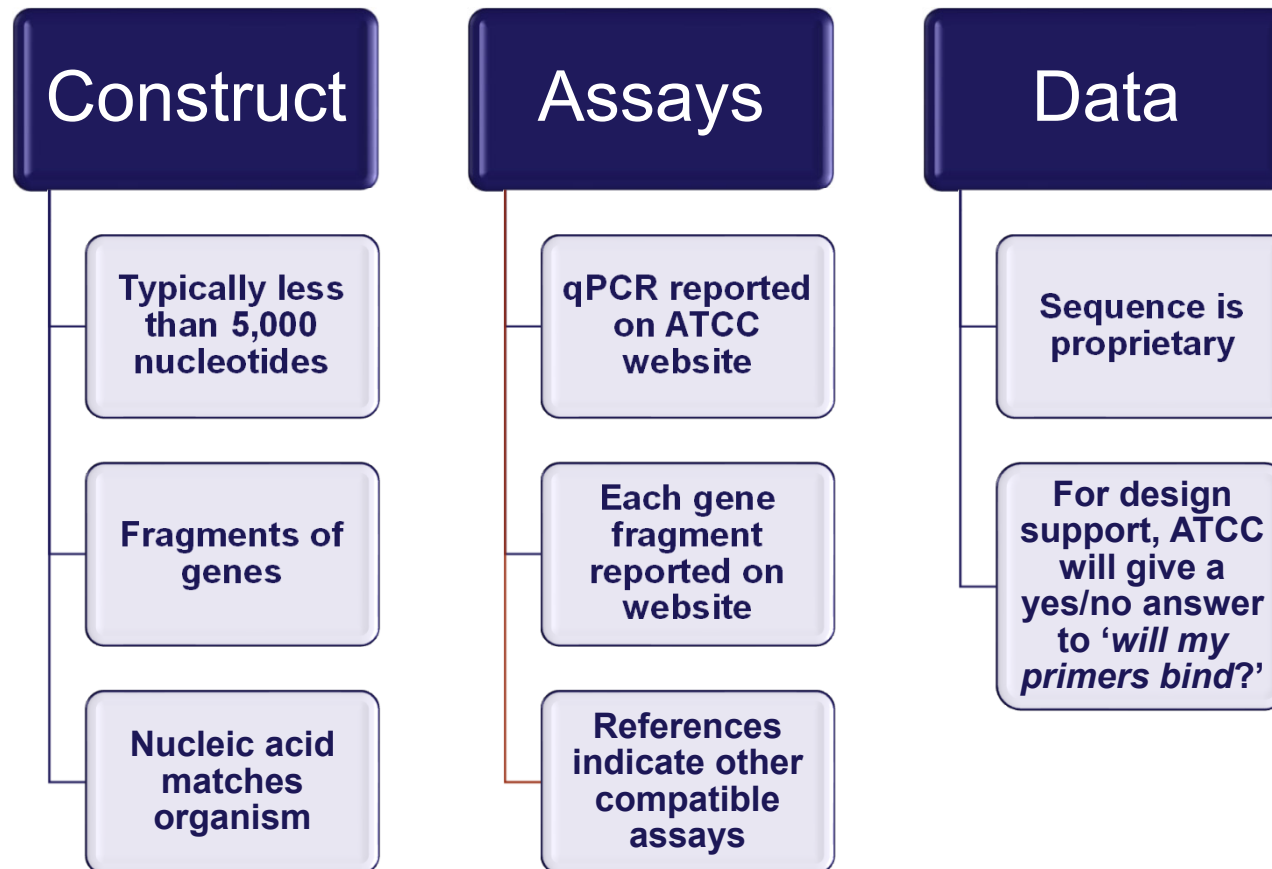 Construct
Typically less
than 5,000
nucleotides
Fragments of
genes
Nucleic acid
matches
organism
Assays
qPCR reported
on ATCC
website
Each gene
fragment
reported on
website
References
indicate other
compatible
assays
Data
Sequence is
proprietary
For design
support, ATCC
will give a
yes/no answer
to ‘will my
primers bind?’